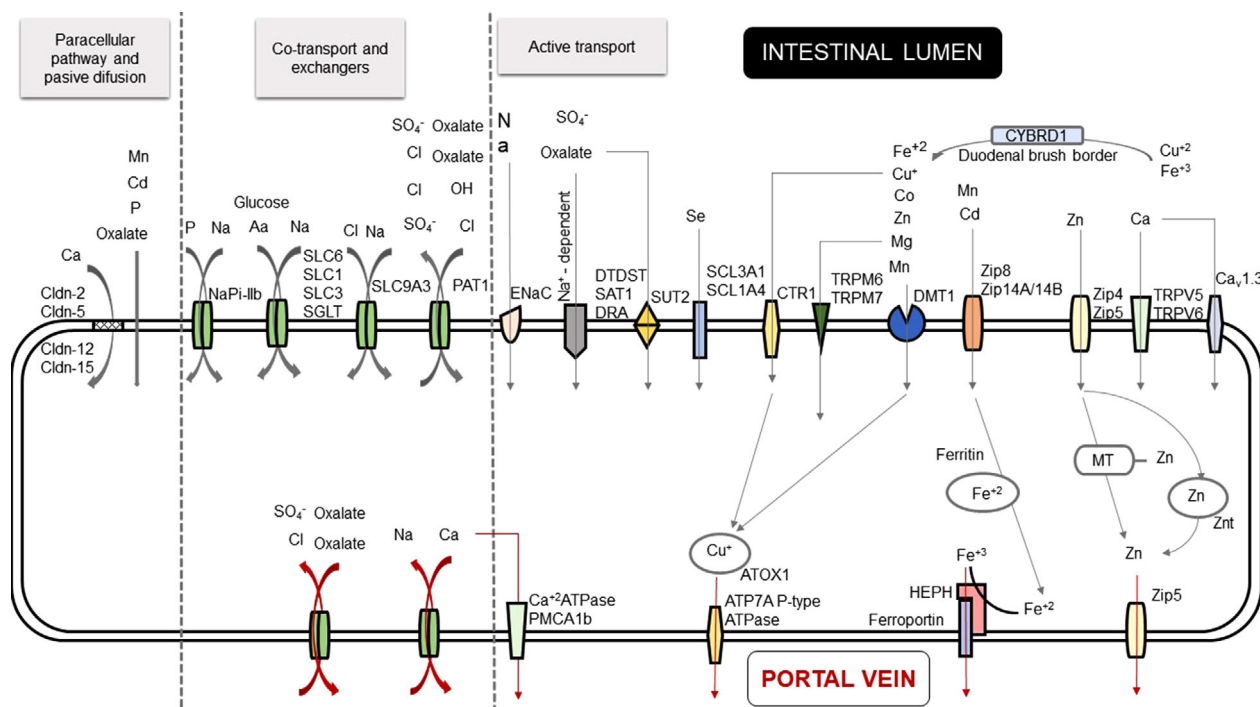 Paracellular
pathway and
pasive difusion
Co-transport and
exchangers
Active transport
INTESTINAL LUMEN
Mn
Cd
P
Oxalate
Ca
Cldn-2
Cldn-5
Cldn-12
Cldn-15
P Na
NaPi-IIb
Glucose
Aa Na
SLC6
SLC1
SLC3
SGLT
Cl Na
SLC9A3
SO₄⁻ Oxalate
Cl Oxalate
Cl OH
SO₄⁻ Cl
PAT1
N
a
ENaC
SO₄⁻
Oxalate
Na⁺- dependent
DTDST
SAT1
DRA
SUT2
Se
SCL3A1
SCL1A4
CTR1
Fe⁺²
Cu⁺
Co
Zn
Mg
Mn
TRPM6
TRPM7
DMT1
CYBRD1
Duodenal brush border
Cu⁺²
Fe⁺³
Mn
Cd
Zip8
Zip14A/14B
Zn
Zip4
Zip5
Ca
TRPV5
TRPV6
Caᵥ1.3
Ferritin
Fe⁺²
MT
Zn
Zn
Znt
Zn
SO₄⁻ Oxalate
Cl Oxalate
Na Ca
Ca⁺²ATPase
PMCA1b
Cu⁺
ATOX1
ATP7A P-type
ATPase
Fe⁺³
HEPH
Fe⁺²
Ferroportin
Zip5
PORTAL VEIN